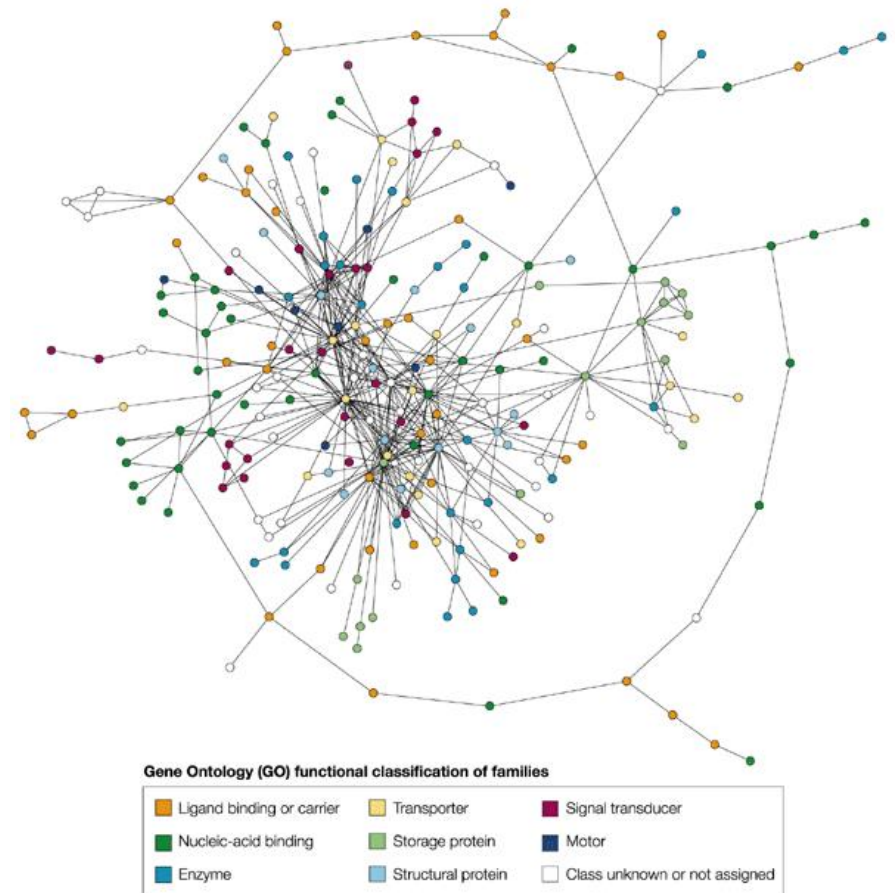 Gene Ontology (GO) functional classification of families
Ligand binding or carrier Transporter Signal transducer
Nucleic-acid binding Storage protein Motor
Enzyme Structural protein Class unknown or not assigned